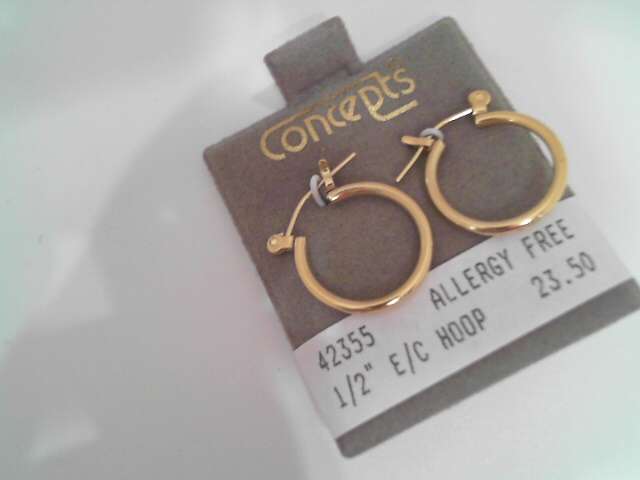 Concepts
42355 ALLERGY FREE
1/2" E/C HOOP 23.50